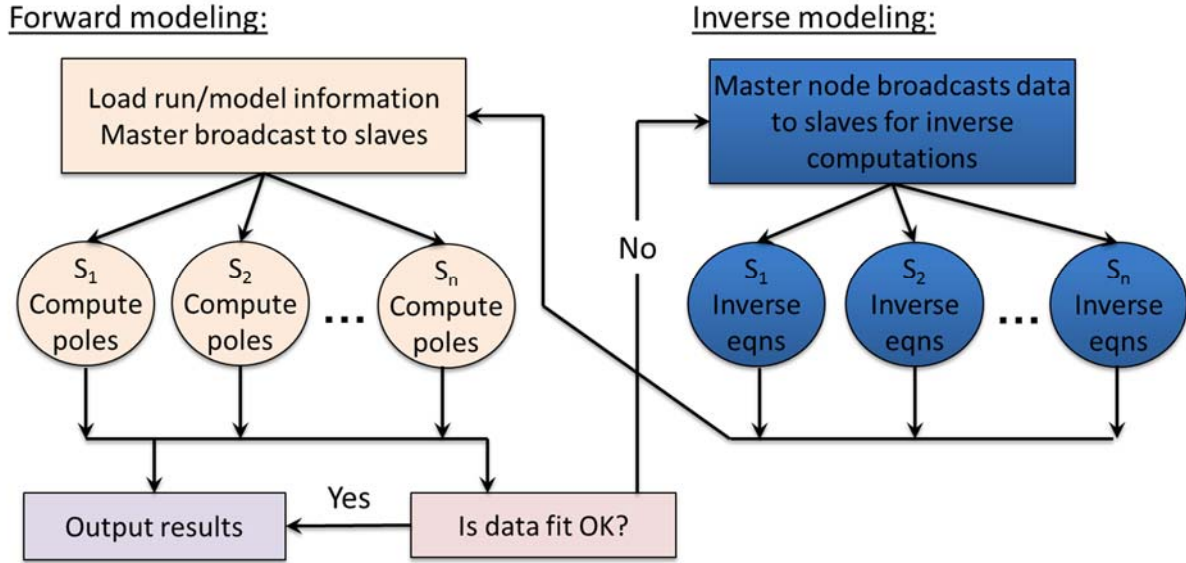 Forward modeling:
Inverse modeling:
Load run/model information
Master broadcast to slaves
Master node broadcasts data
to slaves for inverse
computations
No
S1
Compute
poles
S2
Compute
poles
...
Sn
Compute
poles
S1
Inverse
eqns
S2
Inverse
eqns
...
Sn
Inverse
eqns
Output results
Yes
Is data fit OK?